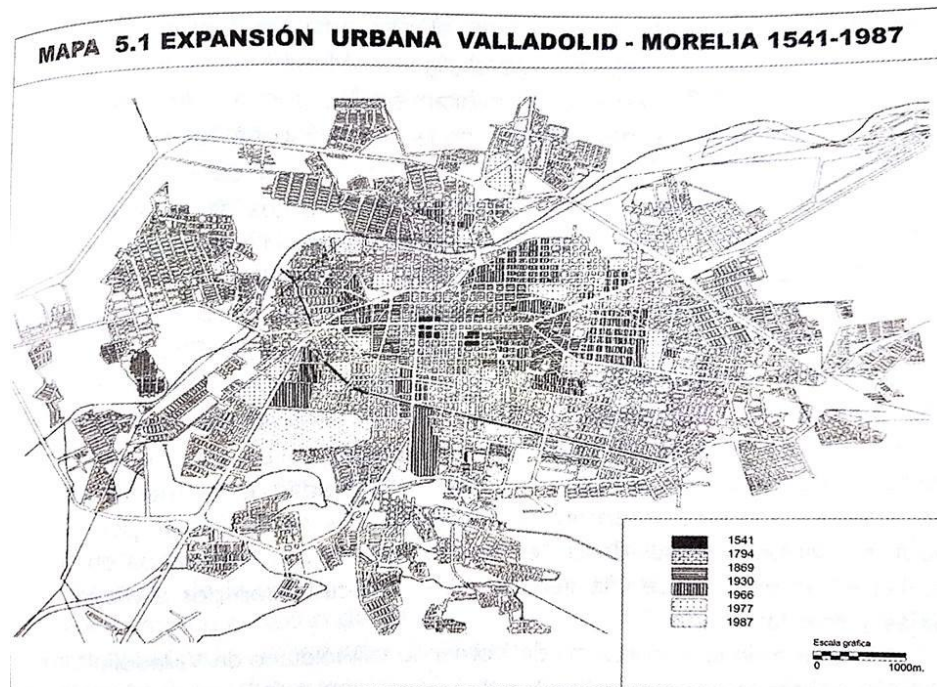 MAPA 5.1 EXPANSIÓN URBANA VALLADOLID - MORELIA 1541-1987
1541
1794
1869
1930
1966
1977
1987
Escala gráfica
0 1000m.